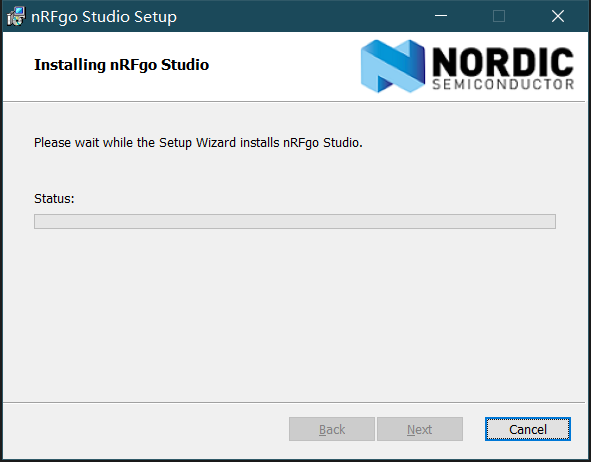 nRFgo Studio Setup
Installing nRFgo Studio
NORDIC
SEMICONDUCTOR
Please wait while the Setup Wizard installs nRFgo Studio.
Status:
Back Next Cancel